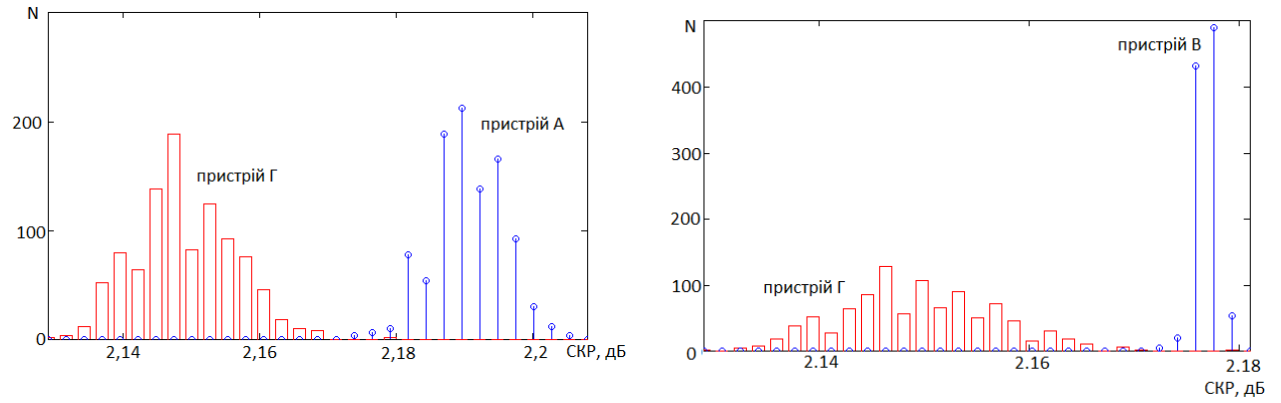 N
200
100
0
пристрій Г
пристрій А
2,14
2,16
2,18
2,2
СКР, дБ
N
400
300
200
100
0
пристрій В
пристрій Г
2.14
2.16
2.18
СКР, дБ